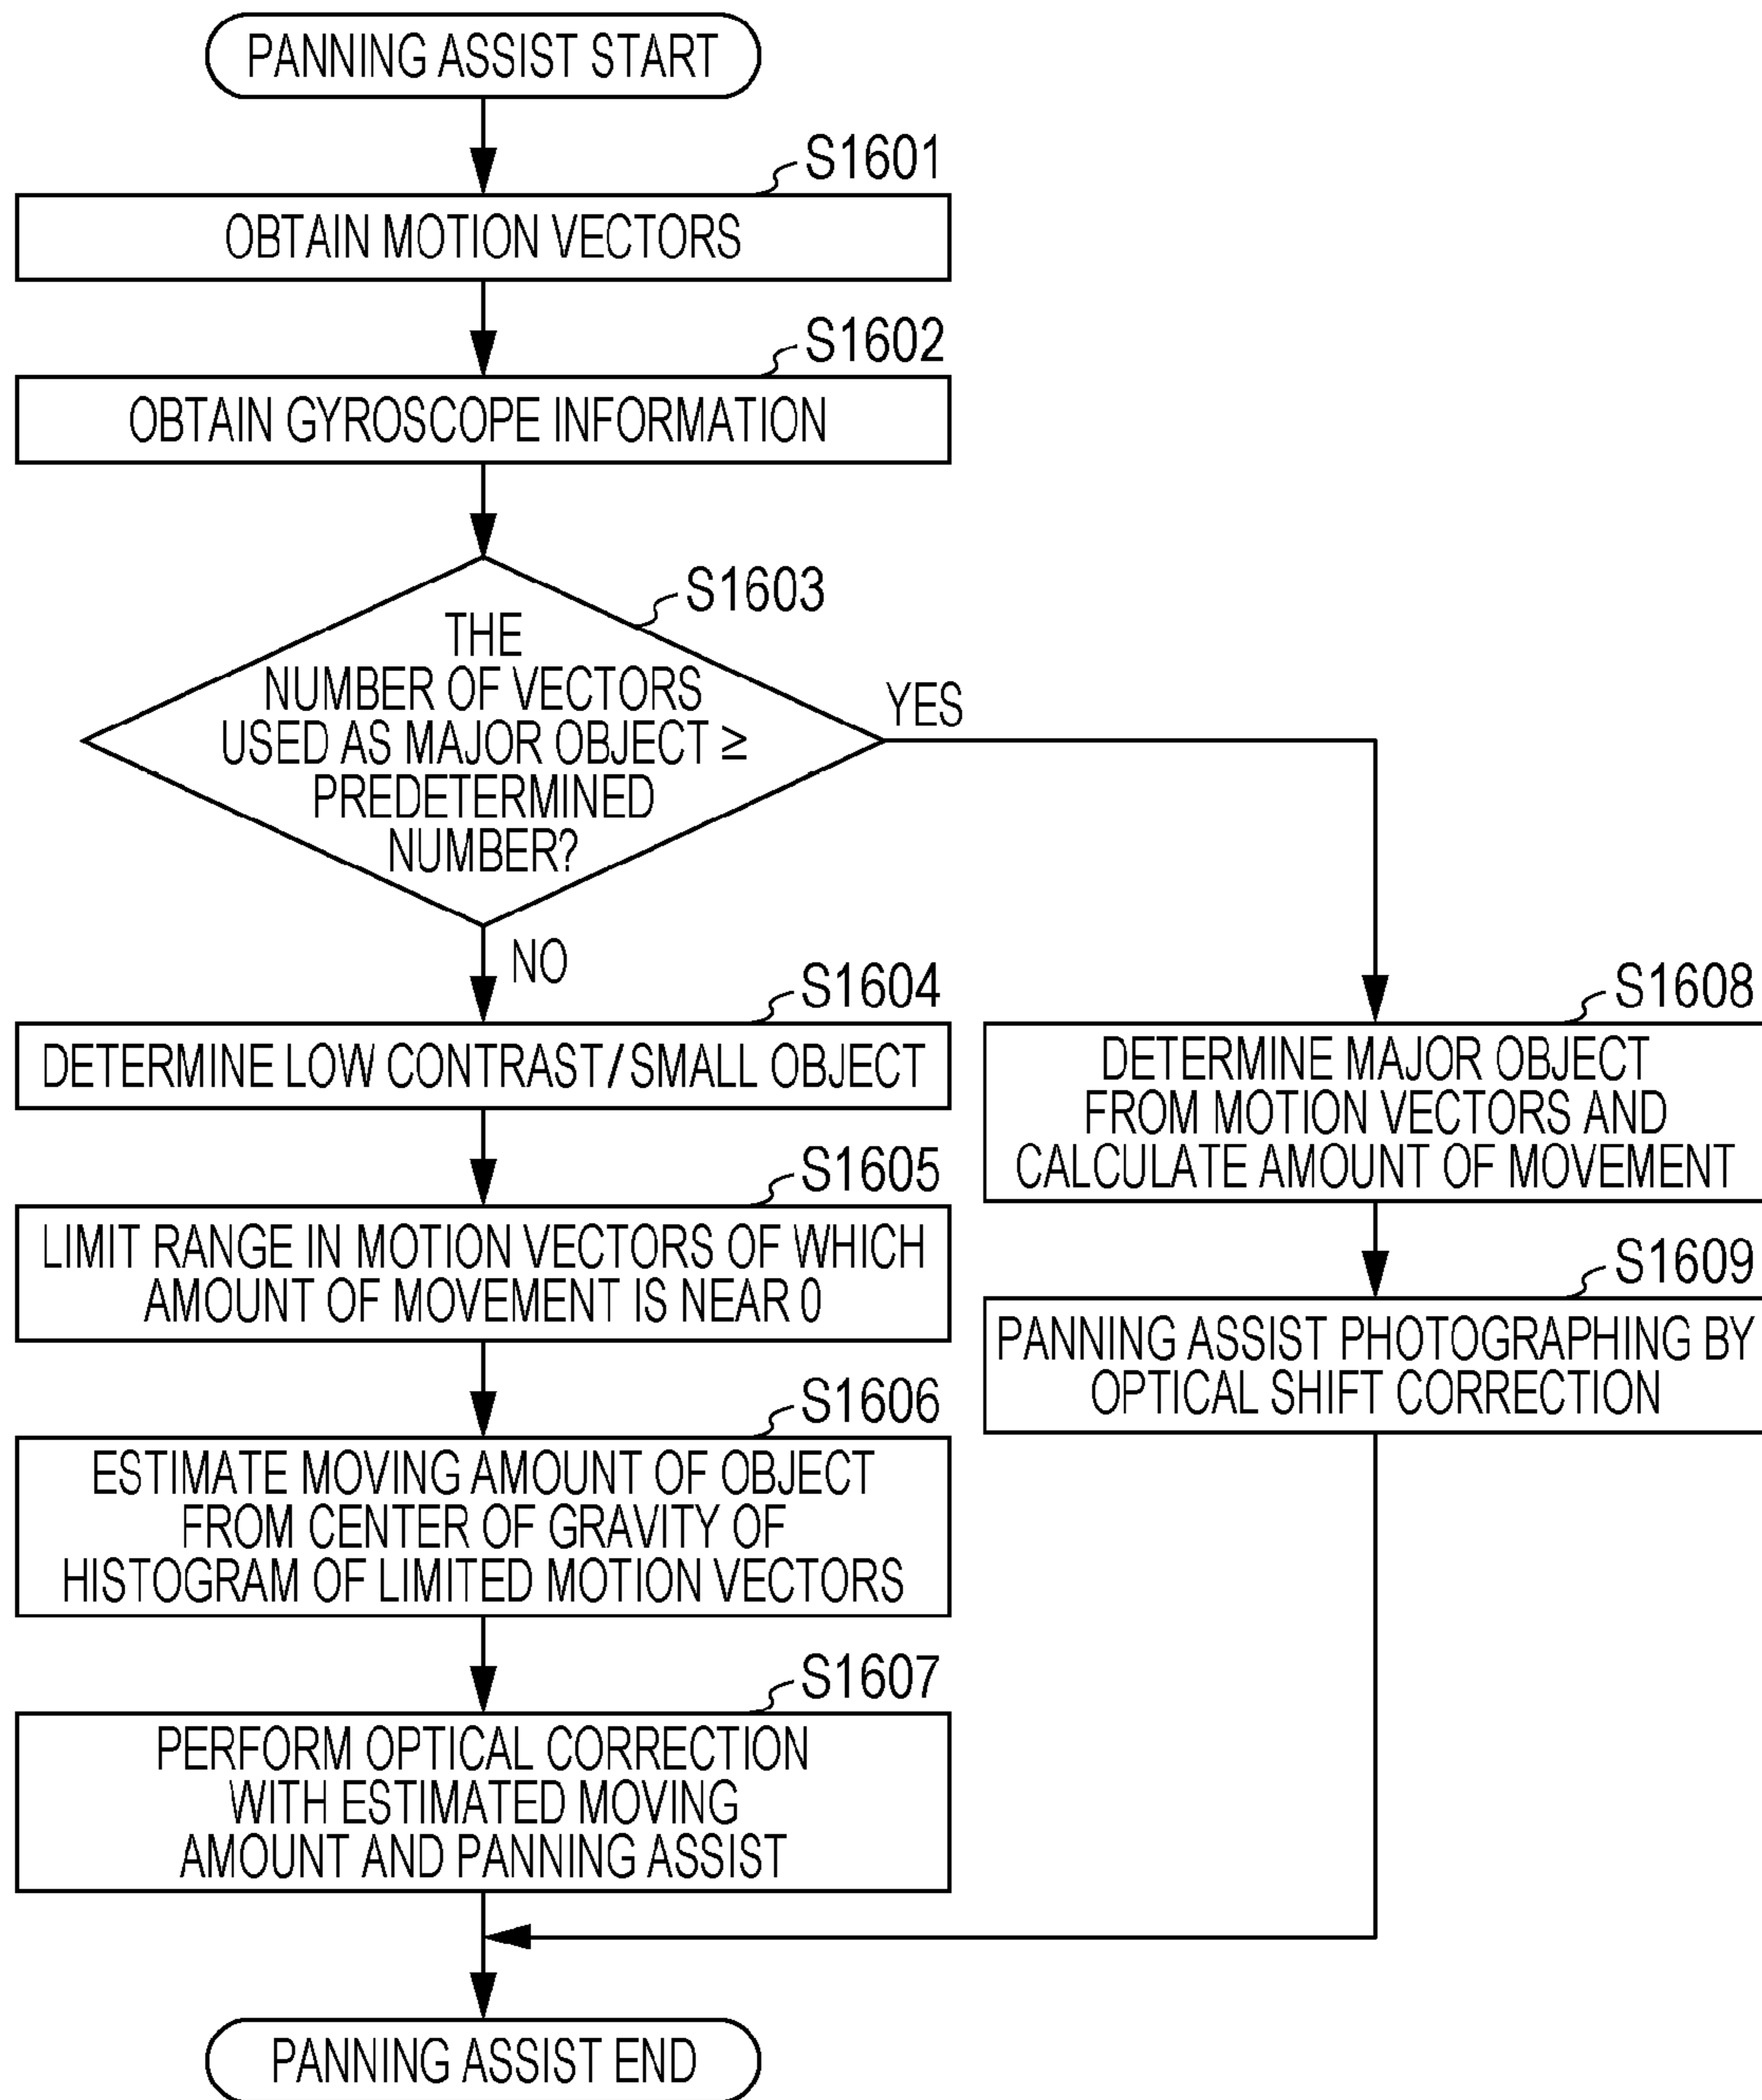 PANNING ASSIST START
S1601
OBTAIN MOTION VECTORS
S1602
OBTAIN GYROSCOPE INFORMATION
S1603
THE
NUMBER OF VECTORS
USED AS MAJOR OBJECT ≥
PREDETERMINED
NUMBER?
YES
NO
S1604
DETERMINE LOW CONTRAST/SMALL OBJECT
S1605
LIMIT RANGE IN MOTION VECTORS OF WHICH
AMOUNT OF MOVEMENT IS NEAR 0
S1606
ESTIMATE MOVING AMOUNT OF OBJECT
FROM CENTER OF GRAVITY OF
HISTOGRAM OF LIMITED MOTION VECTORS
S1607
PERFORM OPTICAL CORRECTION
WITH ESTIMATED MOVING
AMOUNT AND PANNING ASSIST
S1608
DETERMINE MAJOR OBJECT
FROM MOTION VECTORS AND
CALCULATE AMOUNT OF MOVEMENT
S1609
PANNING ASSIST PHOTOGRAPHING BY
OPTICAL SHIFT CORRECTION
PANNING ASSIST END